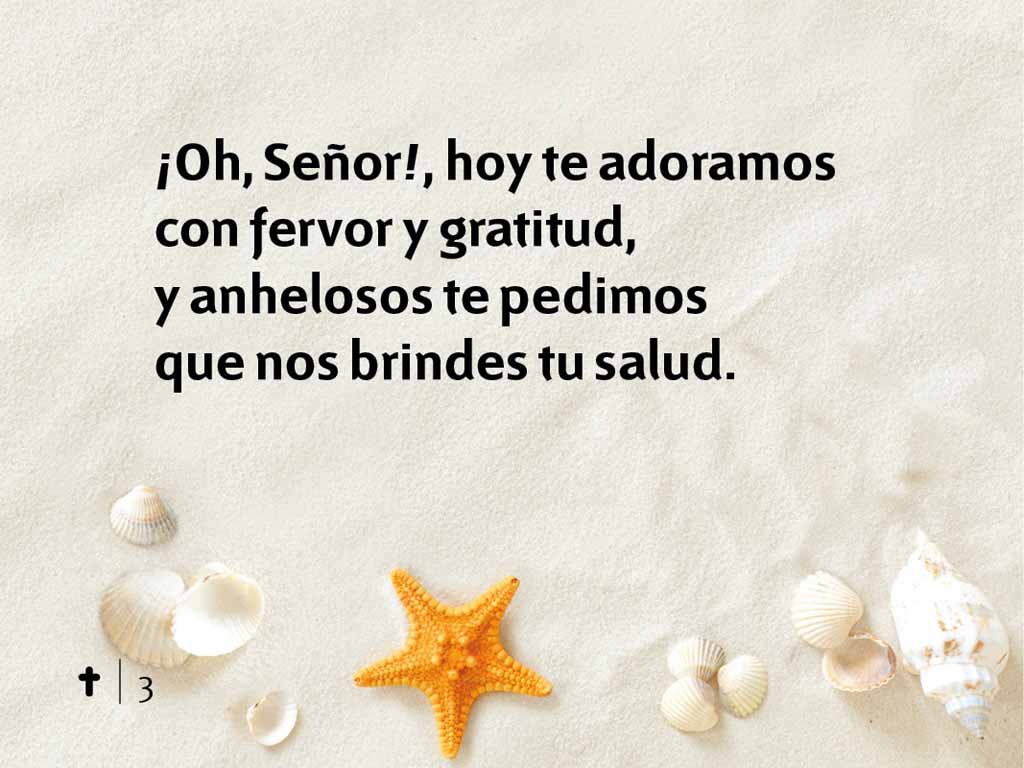 ¡Oh, Señor!, hoy te adoramos
con fervor y gratitud,
y anhelosos te pedimos
que nos brindes tu salud.
3